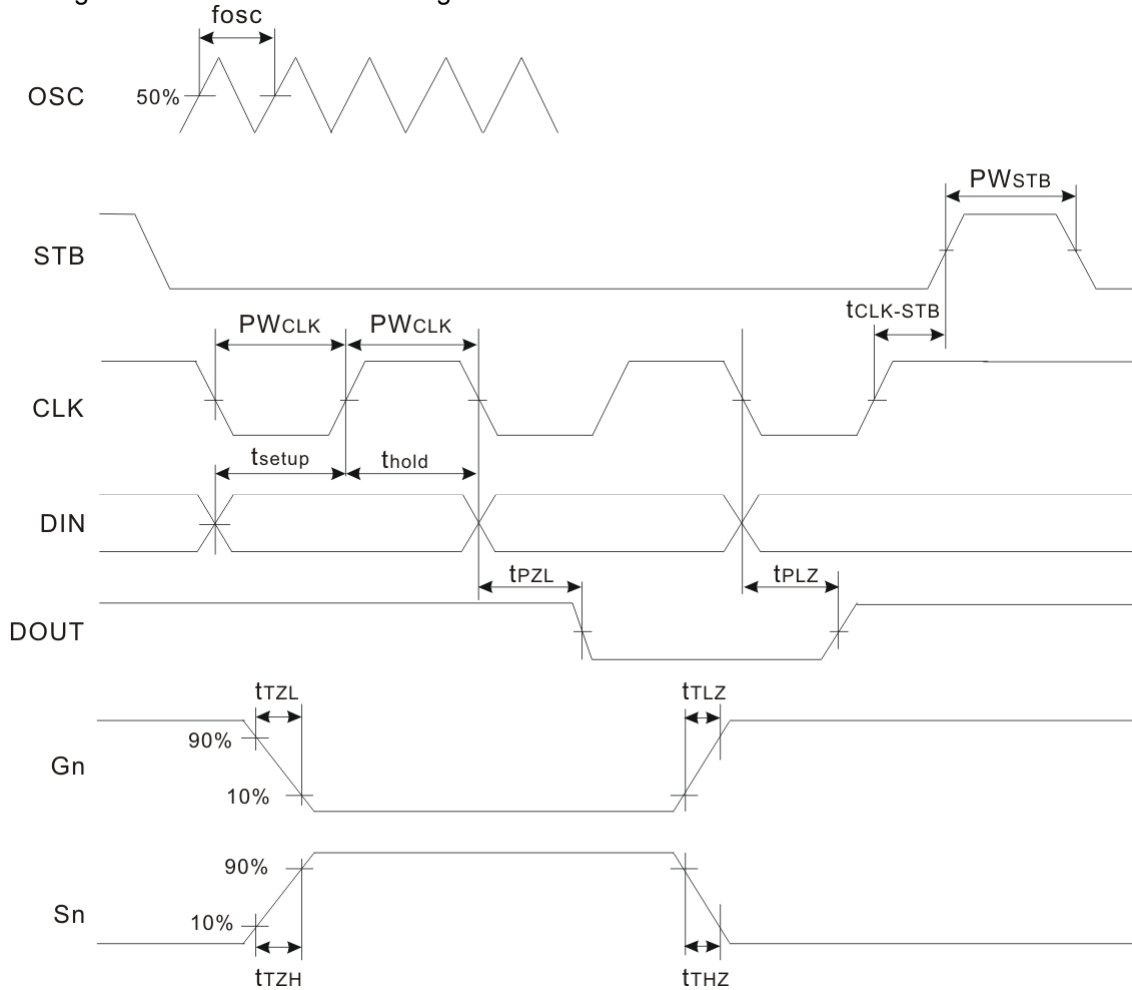 fosc
OSC
50%
PWSTB
STB
tCLK-STB
PWCLK
PWCLK
CLK
tsetup
thold
DIN
tPZL
tPLZ
DOUT
tTZL
tTLZ
90%
Gn
10%
90%
Sn
10%
tTZH
tTHZ